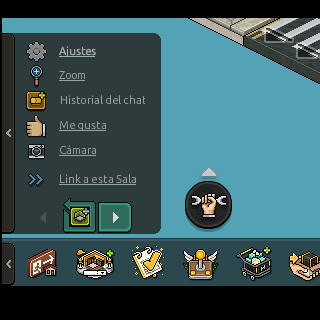 Ajustes
Zoom
Historial del chat
Me gusta
Cámara
Link a esta Sala